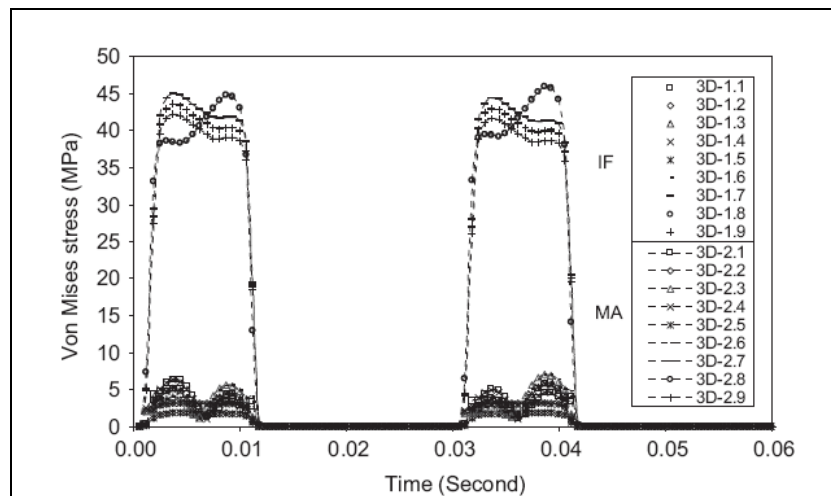 50
45
40
35
30
25
20
15
10
5
0
Von Mises stress (MPa)
0.00
0.01
0.02
0.03
0.04
0.05
0.06
Time (Second)
IF
3D-1.1
3D-1.2
3D-1.3
3D-1.4
3D-1.5
3D-1.6
3D-1.7
3D-1.8
3D-1.9
MA
3D-2.1
3D-2.2
3D-2.3
3D-2.4
3D-2.5
3D-2.6
3D-2.7
3D-2.8
3D-2.9